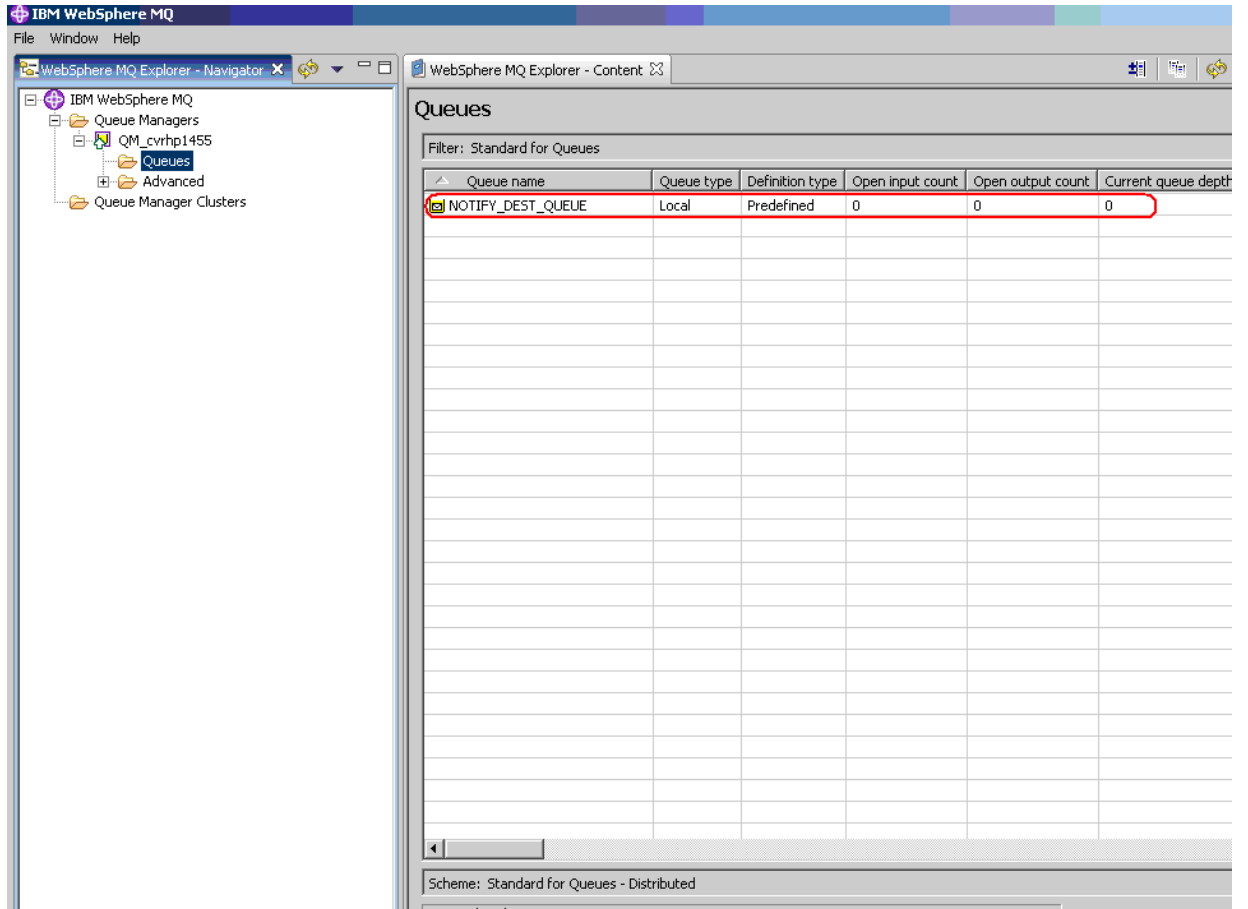 IBM WebSphere MQ
File Window Help
WebSphere MQ Explorer - Navigator
IBM WebSphere MQ
Queue Managers
QM_cvrhp1455
Queues
Advanced
Queue Manager Clusters
WebSphere MQ Explorer - Content
Queues
Filter: Standard for Queues
Queue name Queue type Definition type Open input count Open output count Current queue depth
NOTIFY_DEST_QUEUE Local Predefined 0 0 0
Scheme: Standard for Queues - Distributed